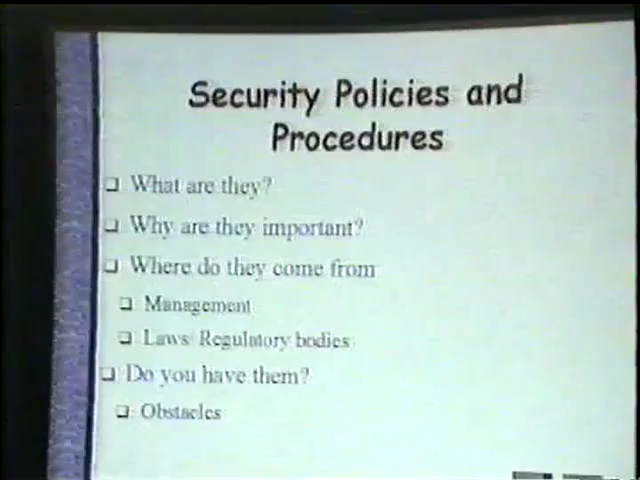 Security Policies and
Procedures
What are they?
Why are they important?
Where do they come from
Management
Laws/Regulatory bodies
Do you have them?
Obstacles